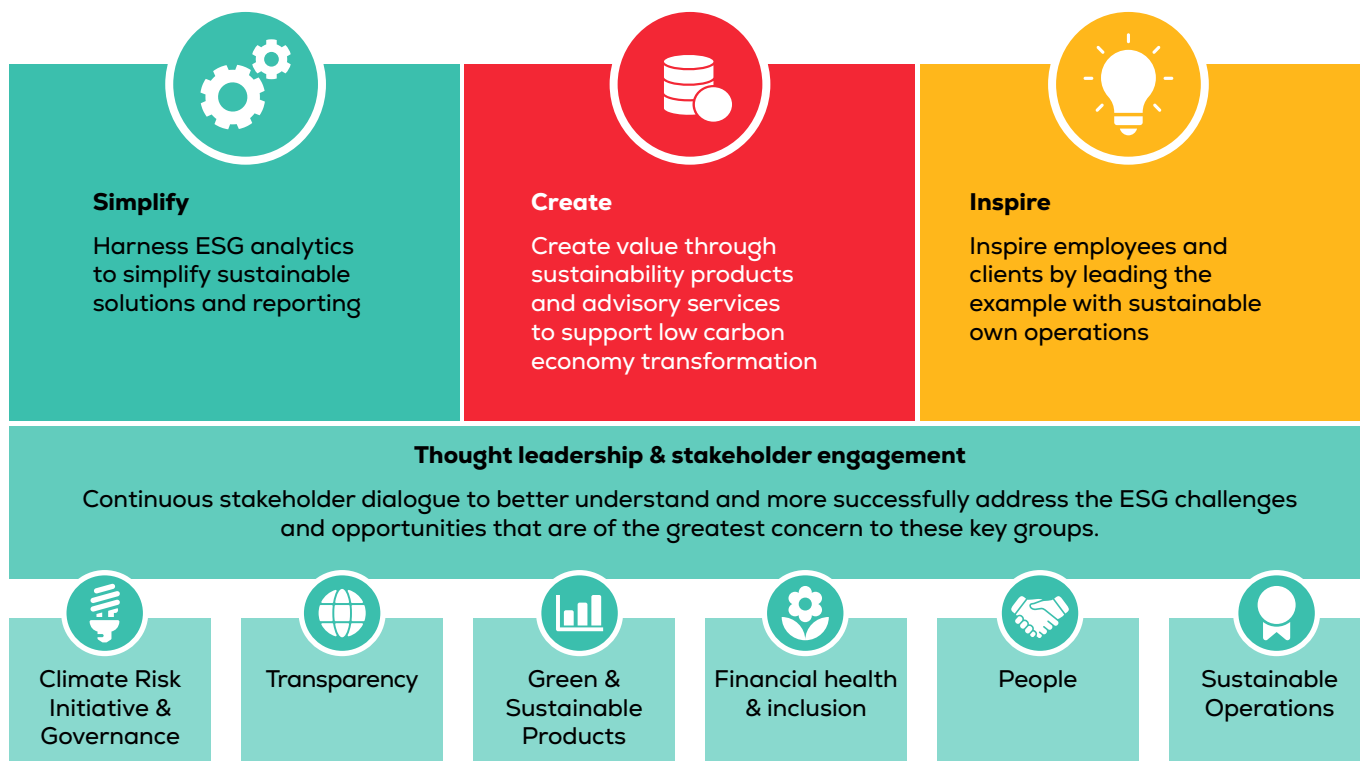 Simplify
Harness ESG analytics
to simplify sustainable
solutions and reporting
Create
Create value through
sustainability products
and advisory services
to support low carbon
economy transformation
Inspire
Inspire employees and
clients by leading the
example with sustainable
own operations
Thought leadership & stakeholder engagement
Continuous stakeholder dialogue to better understand and more successfully address the ESG challenges
and opportunities that are of the greatest concern to these key groups.
Climate Risk
Initiative &
Governance
Transparency
Green &
Sustainable
Products
Financial health
& inclusion
People
Sustainable
Operations